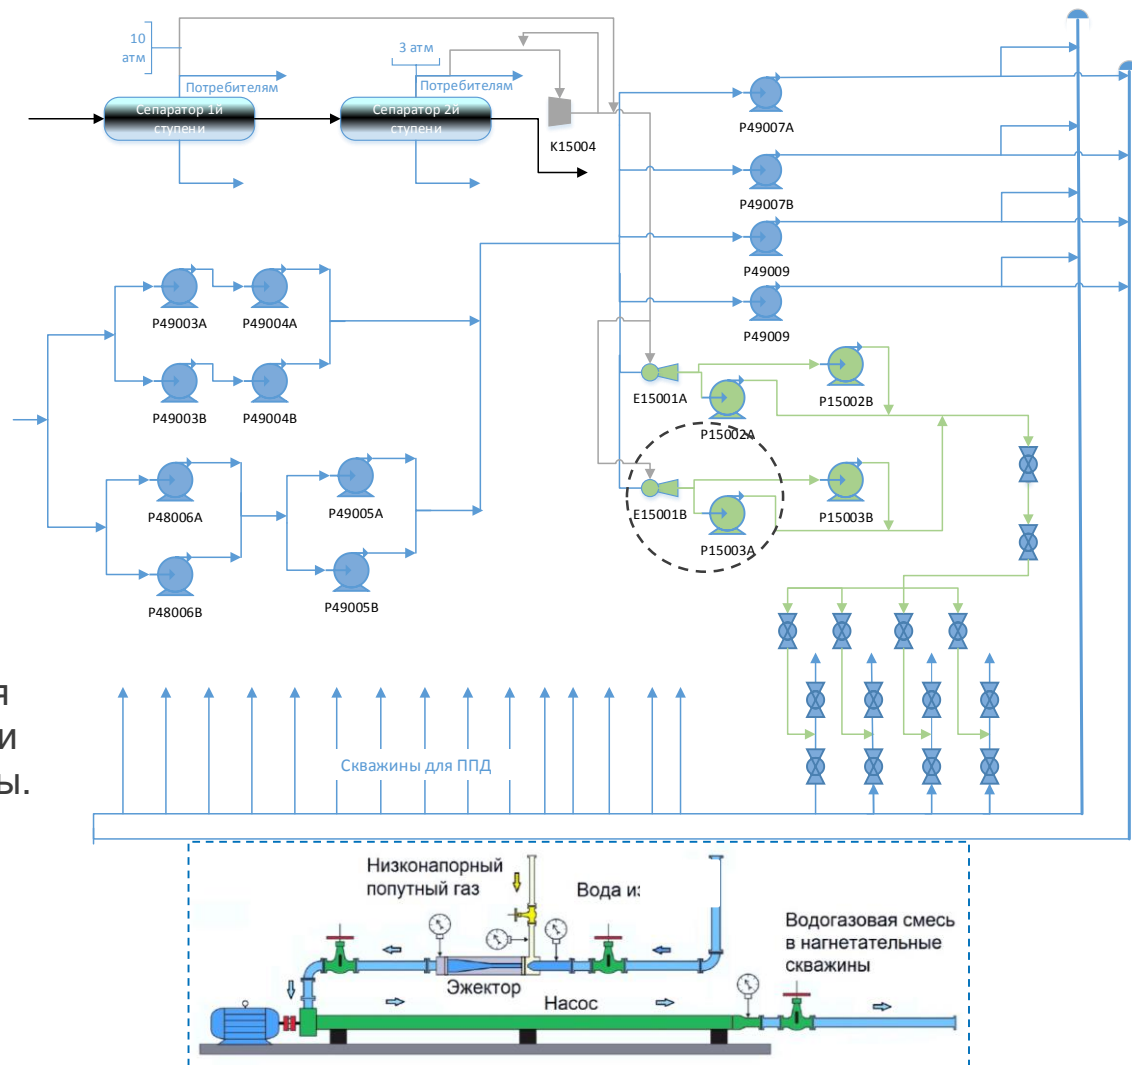 10
атм
3 атм
Потребителям
Потребителям
Сепаратор 1й
ступени
Сепаратор 2й
ступени
K15004
P49007A
P49007B
P49009
P49009
P49003A
P49004A
P49003B
P49004B
E15001A
P15002A
P15002B
P48006A
P49005A
E15001B
P15003A
P15003B
P48006B
P49005B
я
и
ы.
Скважины для ППД
Низконапорный
попутный газ
Вода из
Водогазовая смесь
в нагнетательные
скважины
Эжектор
Насос